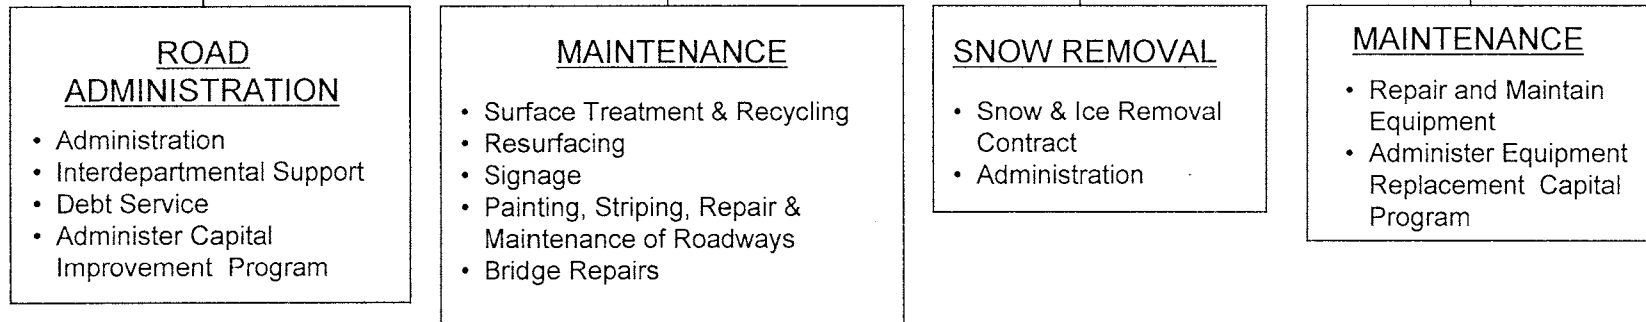 ROAD
ADMINISTRATION
• Administration
• Interdepartmental Support
• Debt Service
• Administer Capital
Improvement Program
MAINTENANCE
• Surface Treatment & Recycling
• Resurfacing
• Signage
• Painting, Striping, Repair &
Maintenance of Roadways
• Bridge Repairs
SNOW REMOVAL
• Snow & Ice Removal
Contract
• Administration
MAINTENANCE
• Repair and Maintain
Equipment
• Administer Equipment
Replacement Capital
Program